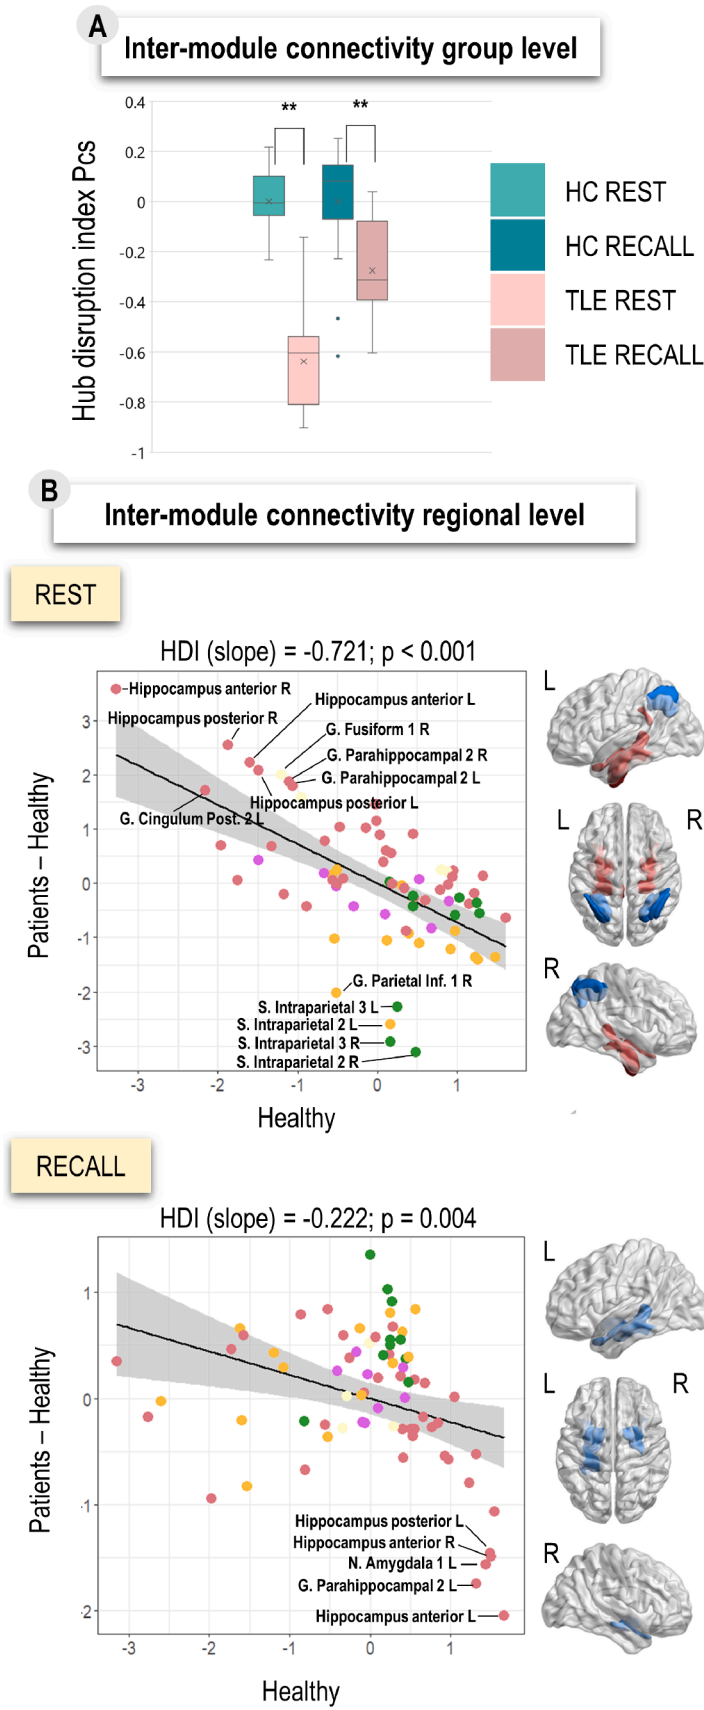 A
Inter-module connectivity group level
Hub disruption index Pcs
0.4
0.2
0
-0.2
-0.4
-0.6
-0.8
-1
**
**
HC REST
HC RECALL
TLE REST
TLE RECALL
B
Inter-module connectivity regional level
REST
HDI (slope) = -0.721; p < 0.001
Patients – Healthy
3
2
1
0
-1
-2
-3
Hippocampus anterior R
Hippocampus anterior L
Hippocampus posterior R
G. Fusiform 1 R
G. Parahippocampal 2 R
G. Parahippocampal 2 L
Hippocampus posterior L
G. Cingulum Post. 2 L
G. Parietal Inf. 1 R
S. Intraparietal 3 L
S. Intraparietal 2 L
S. Intraparietal 3 R
S. Intraparietal 2 R
-3 -2 -1 0 1
Healthy
L
L R
R
RECALL
HDI (slope) = -0.222; p = 0.004
Patients – Healthy
1
0
-1
-2
Hippocampus posterior L
Hippocampus anterior R
N. Amygdala 1 L
G. Parahippocampal 2 L
Hippocampus anterior L
-3 -2 -1 0 1
Healthy
L
L R
R